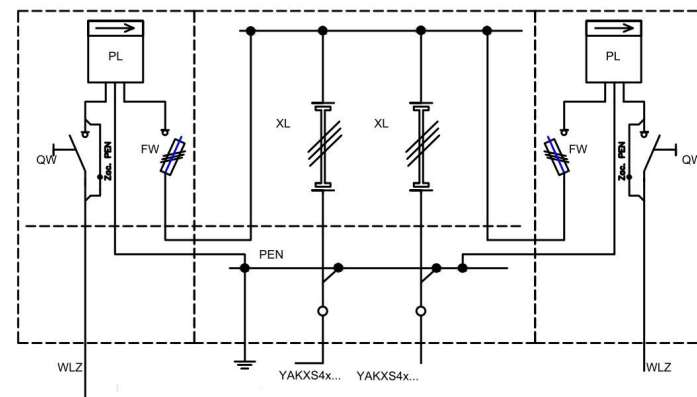 PL
PL
XL
XL
QW
Zac. PEN
FW
FW
Zac. PEN
QW
PEN
WLZ
YAKXS4x...
YAKXS4x...
WLZ